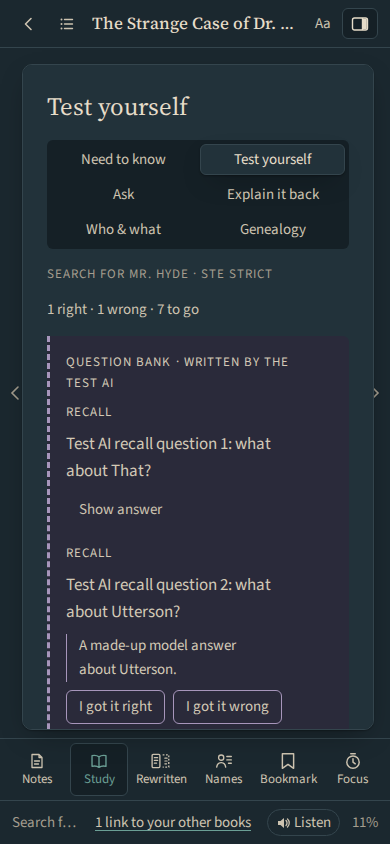 The Strange Case of Dr. ...
Aa
Test yourself
Need to know
Test yourself
Ask
Explain it back
Who & what
Genealogy
SEARCH FOR MR. HYDE · STE STRICT
1 right · 1 wrong · 7 to go
QUESTION BANK · WRITTEN BY THE
TEST AI
RECALL
Test AI recall question 1: what
about That?
Show answer
RECALL
Test AI recall question 2: what
about Utterson?
A made-up model answer
about Utterson.
I got it right
I got it wrong
Notes
Study
Rewritten
Names
Bookmark
Focus
Search f...
1 link to your other books
Listen
11%